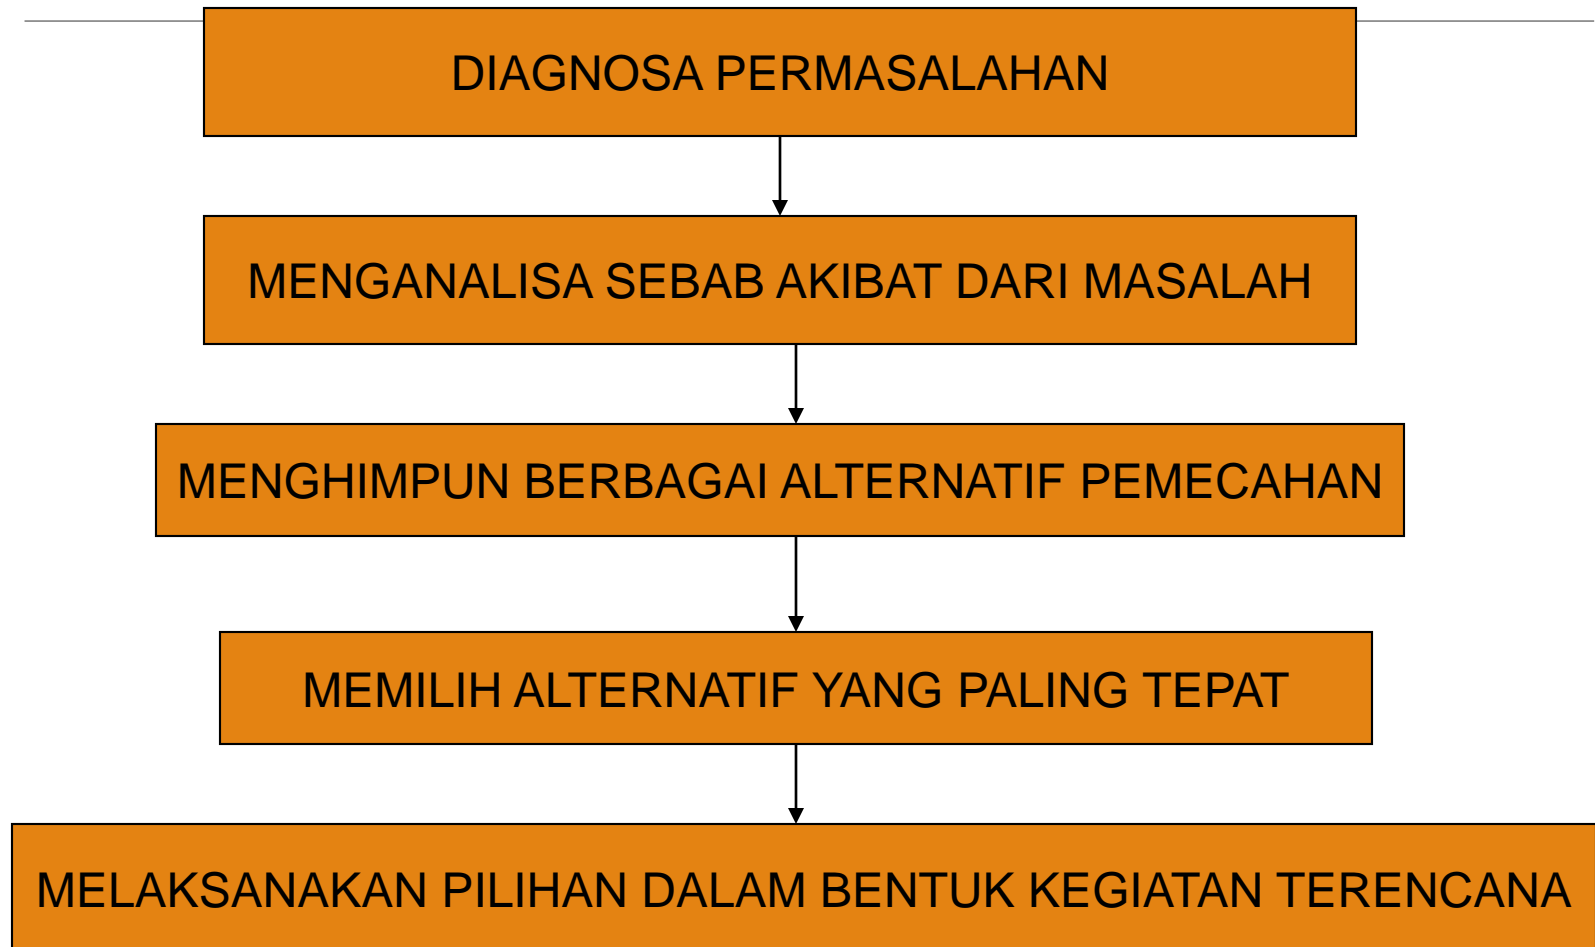 DIAGNOSA PERMASALAHAN
MENGANALISA SEBAB AKIBAT DARI MASALAH
MENGHIMPUN BERBAGAI ALTERNATIF PEMECAHAN
MEMILIH ALTERNATIF YANG PALING TEPAT
MELAKSANAKAN PILIHAN DALAM BENTUK KEGIATAN TERENCANA